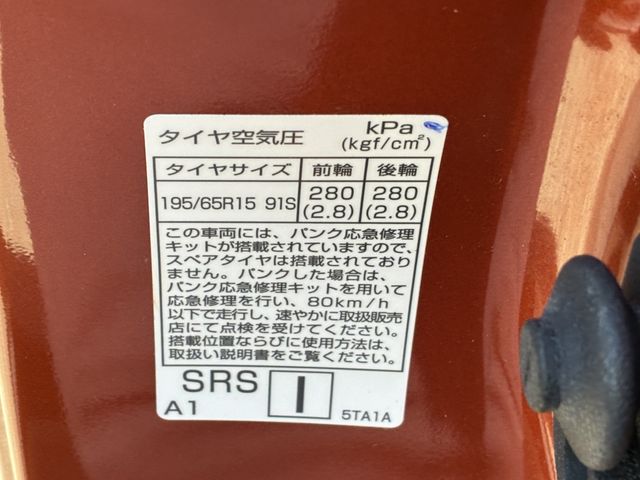 タイヤ空気圧 kPa (kgf/cm²)
タイヤサイズ 前輪 後輪
195/65R15 91S 280 (2.8) 280 (2.8)
この車両には、パンク応急修理
キットが搭載されていますので、
スペアタイヤは搭載されており
ません。パンクした場合は、
パンク応急修理キットを用いて
応急修理を行い、80km/h
以下で走行し、速やかに取扱販売
店にて点検を受けてください。
搭載位置ならびに使用方法は、
取扱い説明書をご覧ください。
SRS I
A1 5TA1A